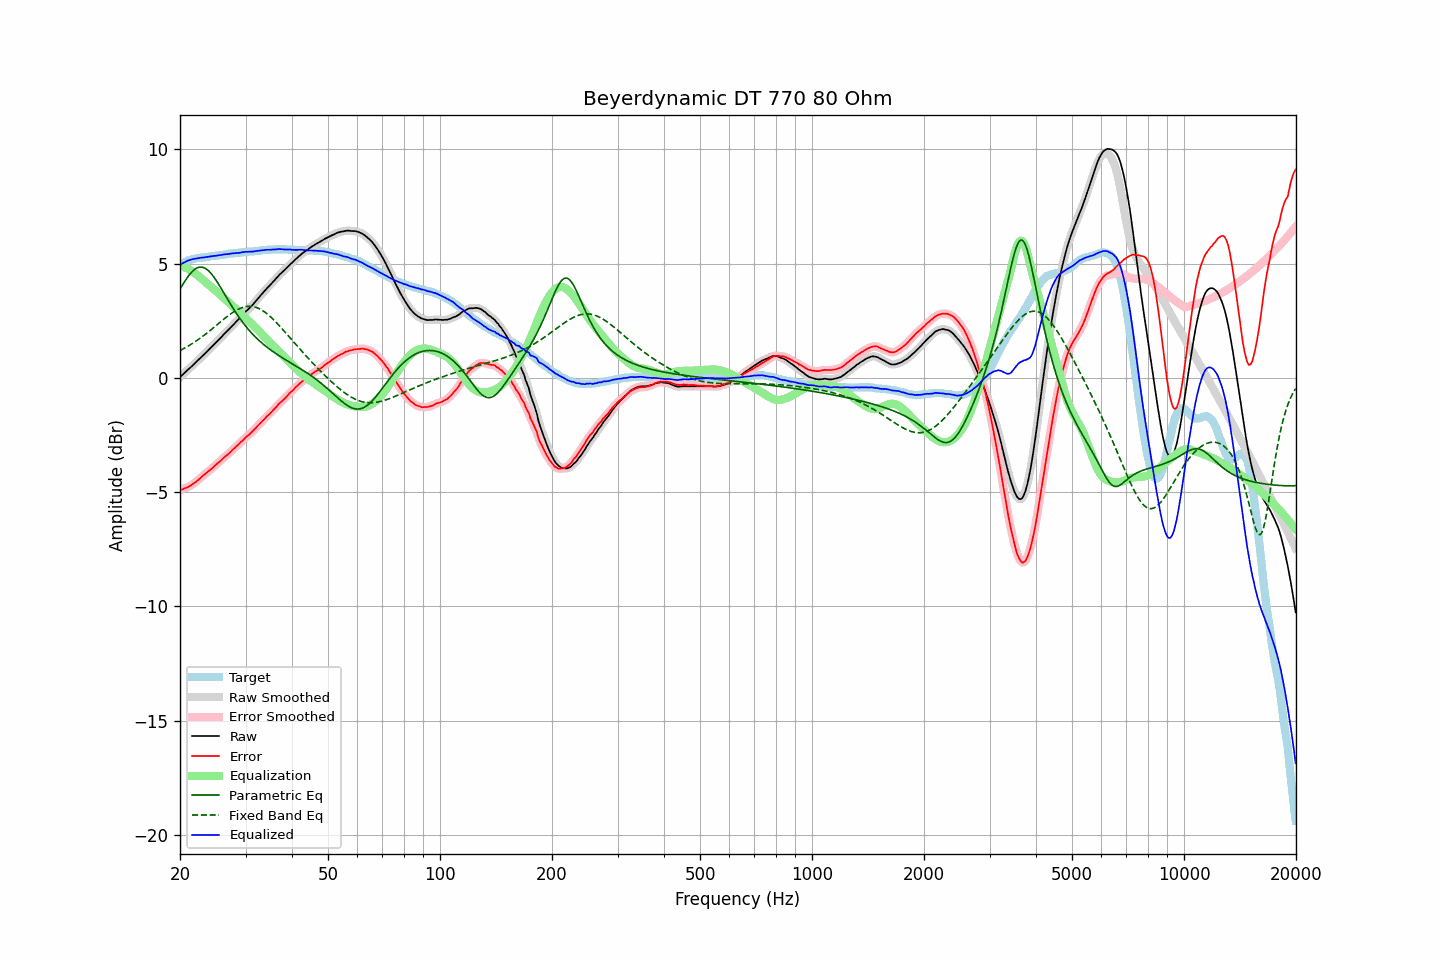 Beyerdynamic DT 770 80 Ohm
10
5
0
−5
−10
−15
−20
Amplitude (dBr)
Target
Raw Smoothed
Error Smoothed
Raw
Error
Equalization
Parametric Eq
Fixed Band Eq
Equalized
20 50 100 200 500 1000 2000 5000 10000 20000
Frequency (Hz)